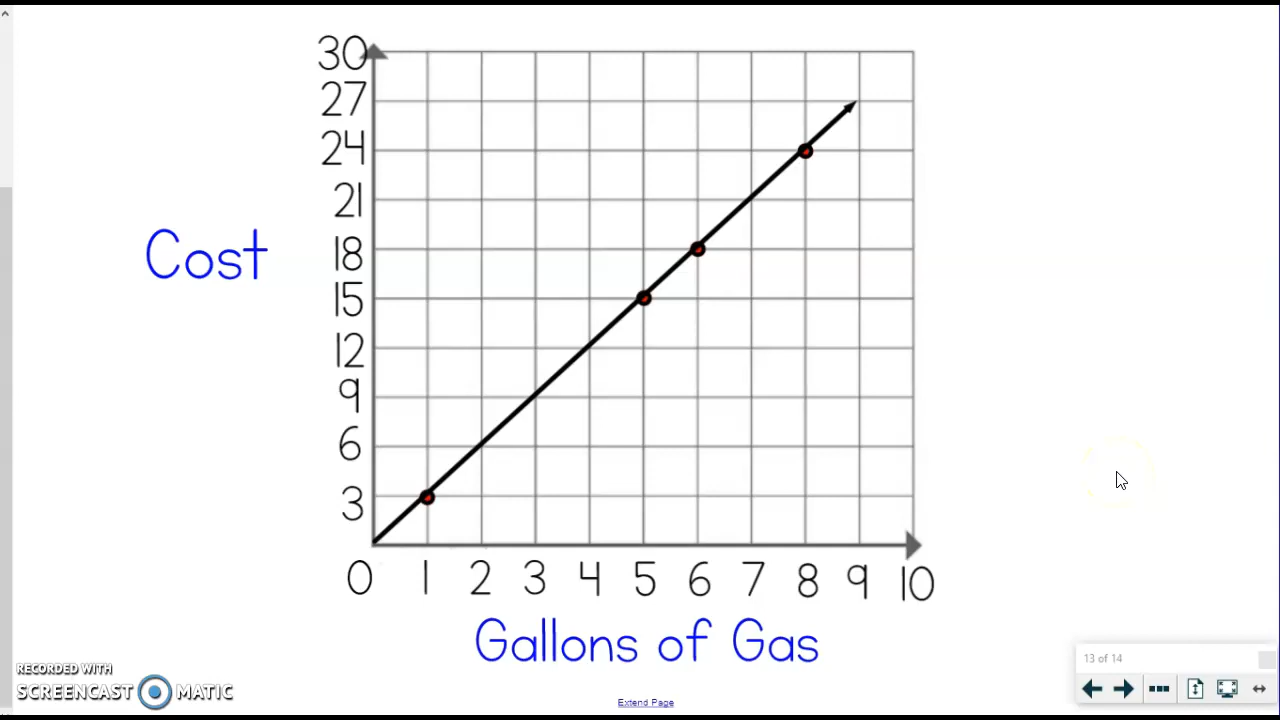 30
27
24
21
Cost
18
15
12
9
6
3
0 1 2 3 4 5 6 7 8 9 10
Gallons of Gas
13 of 14
RECORDED WITH
SCREENCAST MATIC
Extend Page